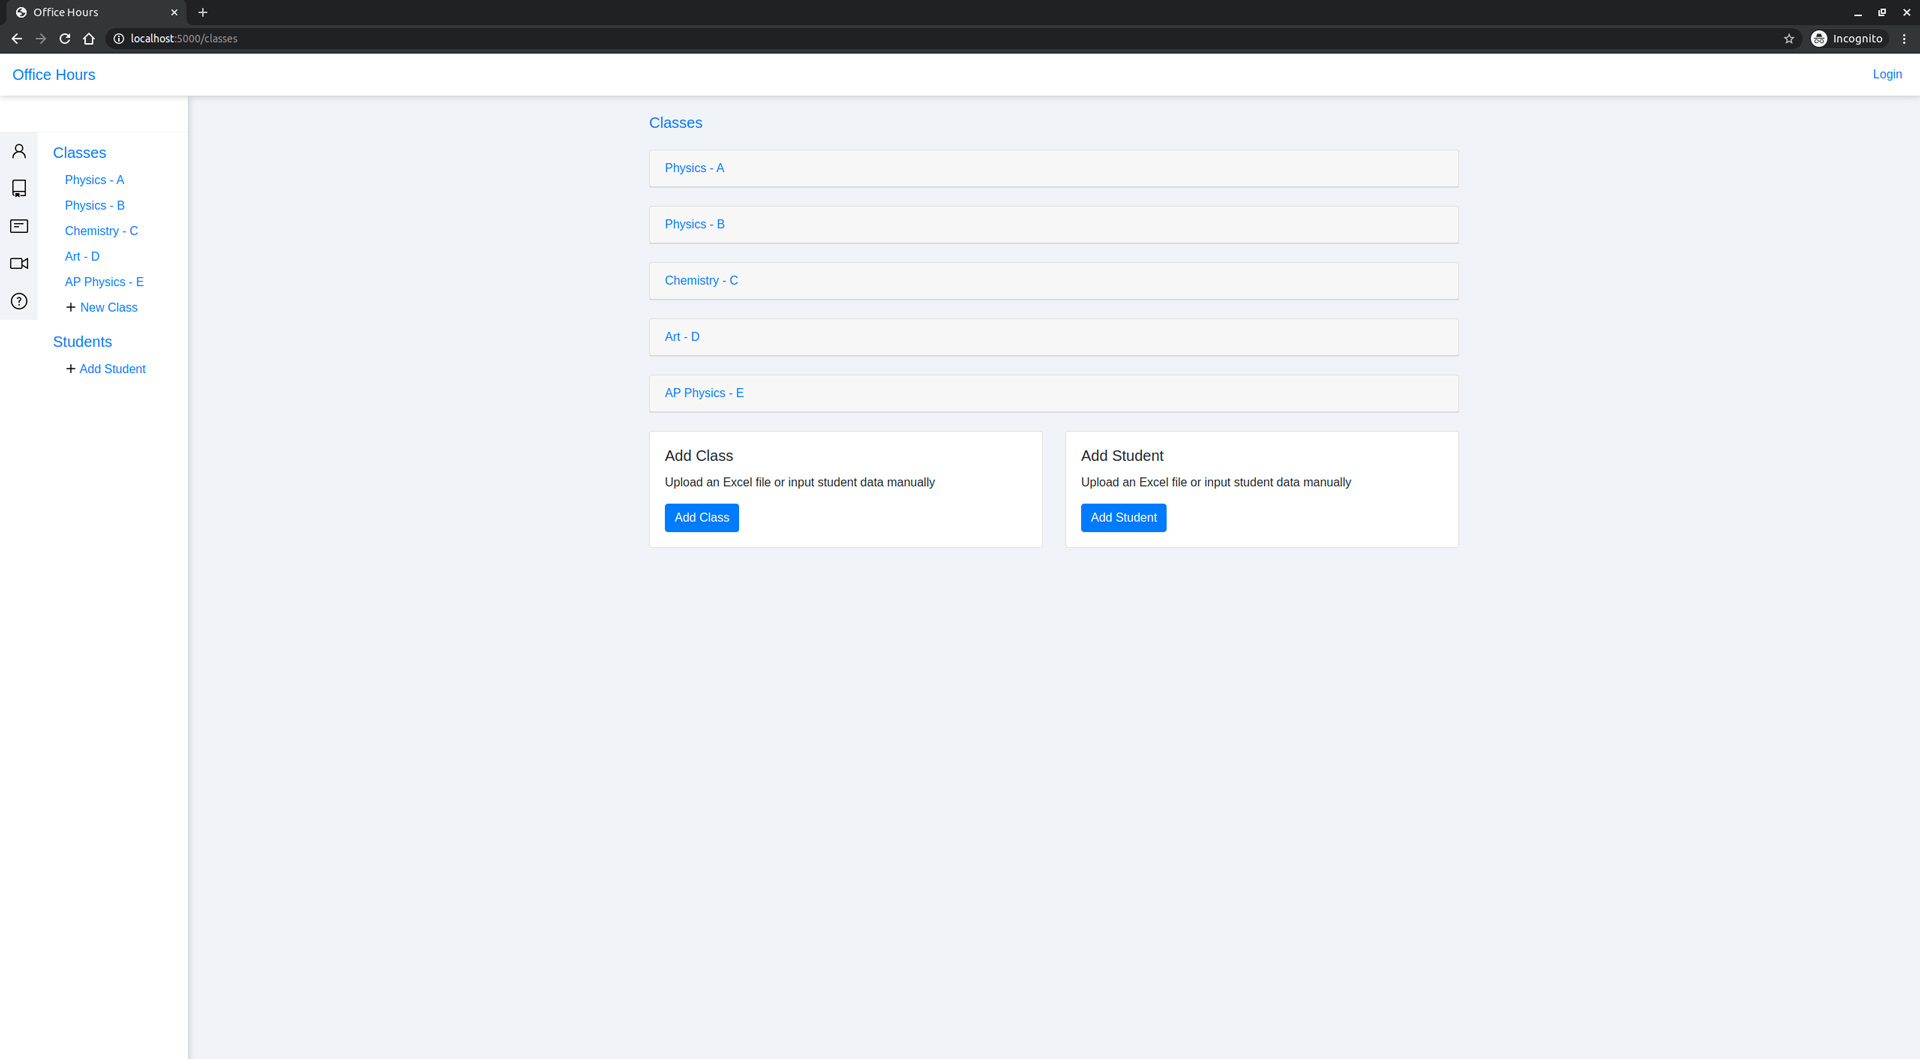 Office Hours
localhost:5000/classes
Incognito
Office Hours
Login
Classes
Physics - A
Physics - B
Chemistry - C
Art - D
AP Physics - E
New Class
Students
Add Student
Classes
Physics - A
Physics - B
Chemistry - C
Art - D
AP Physics - E
Add Class
Upload an Excel file or input student data manually
Add Class
Add Student
Upload an Excel file or input student data manually
Add Student